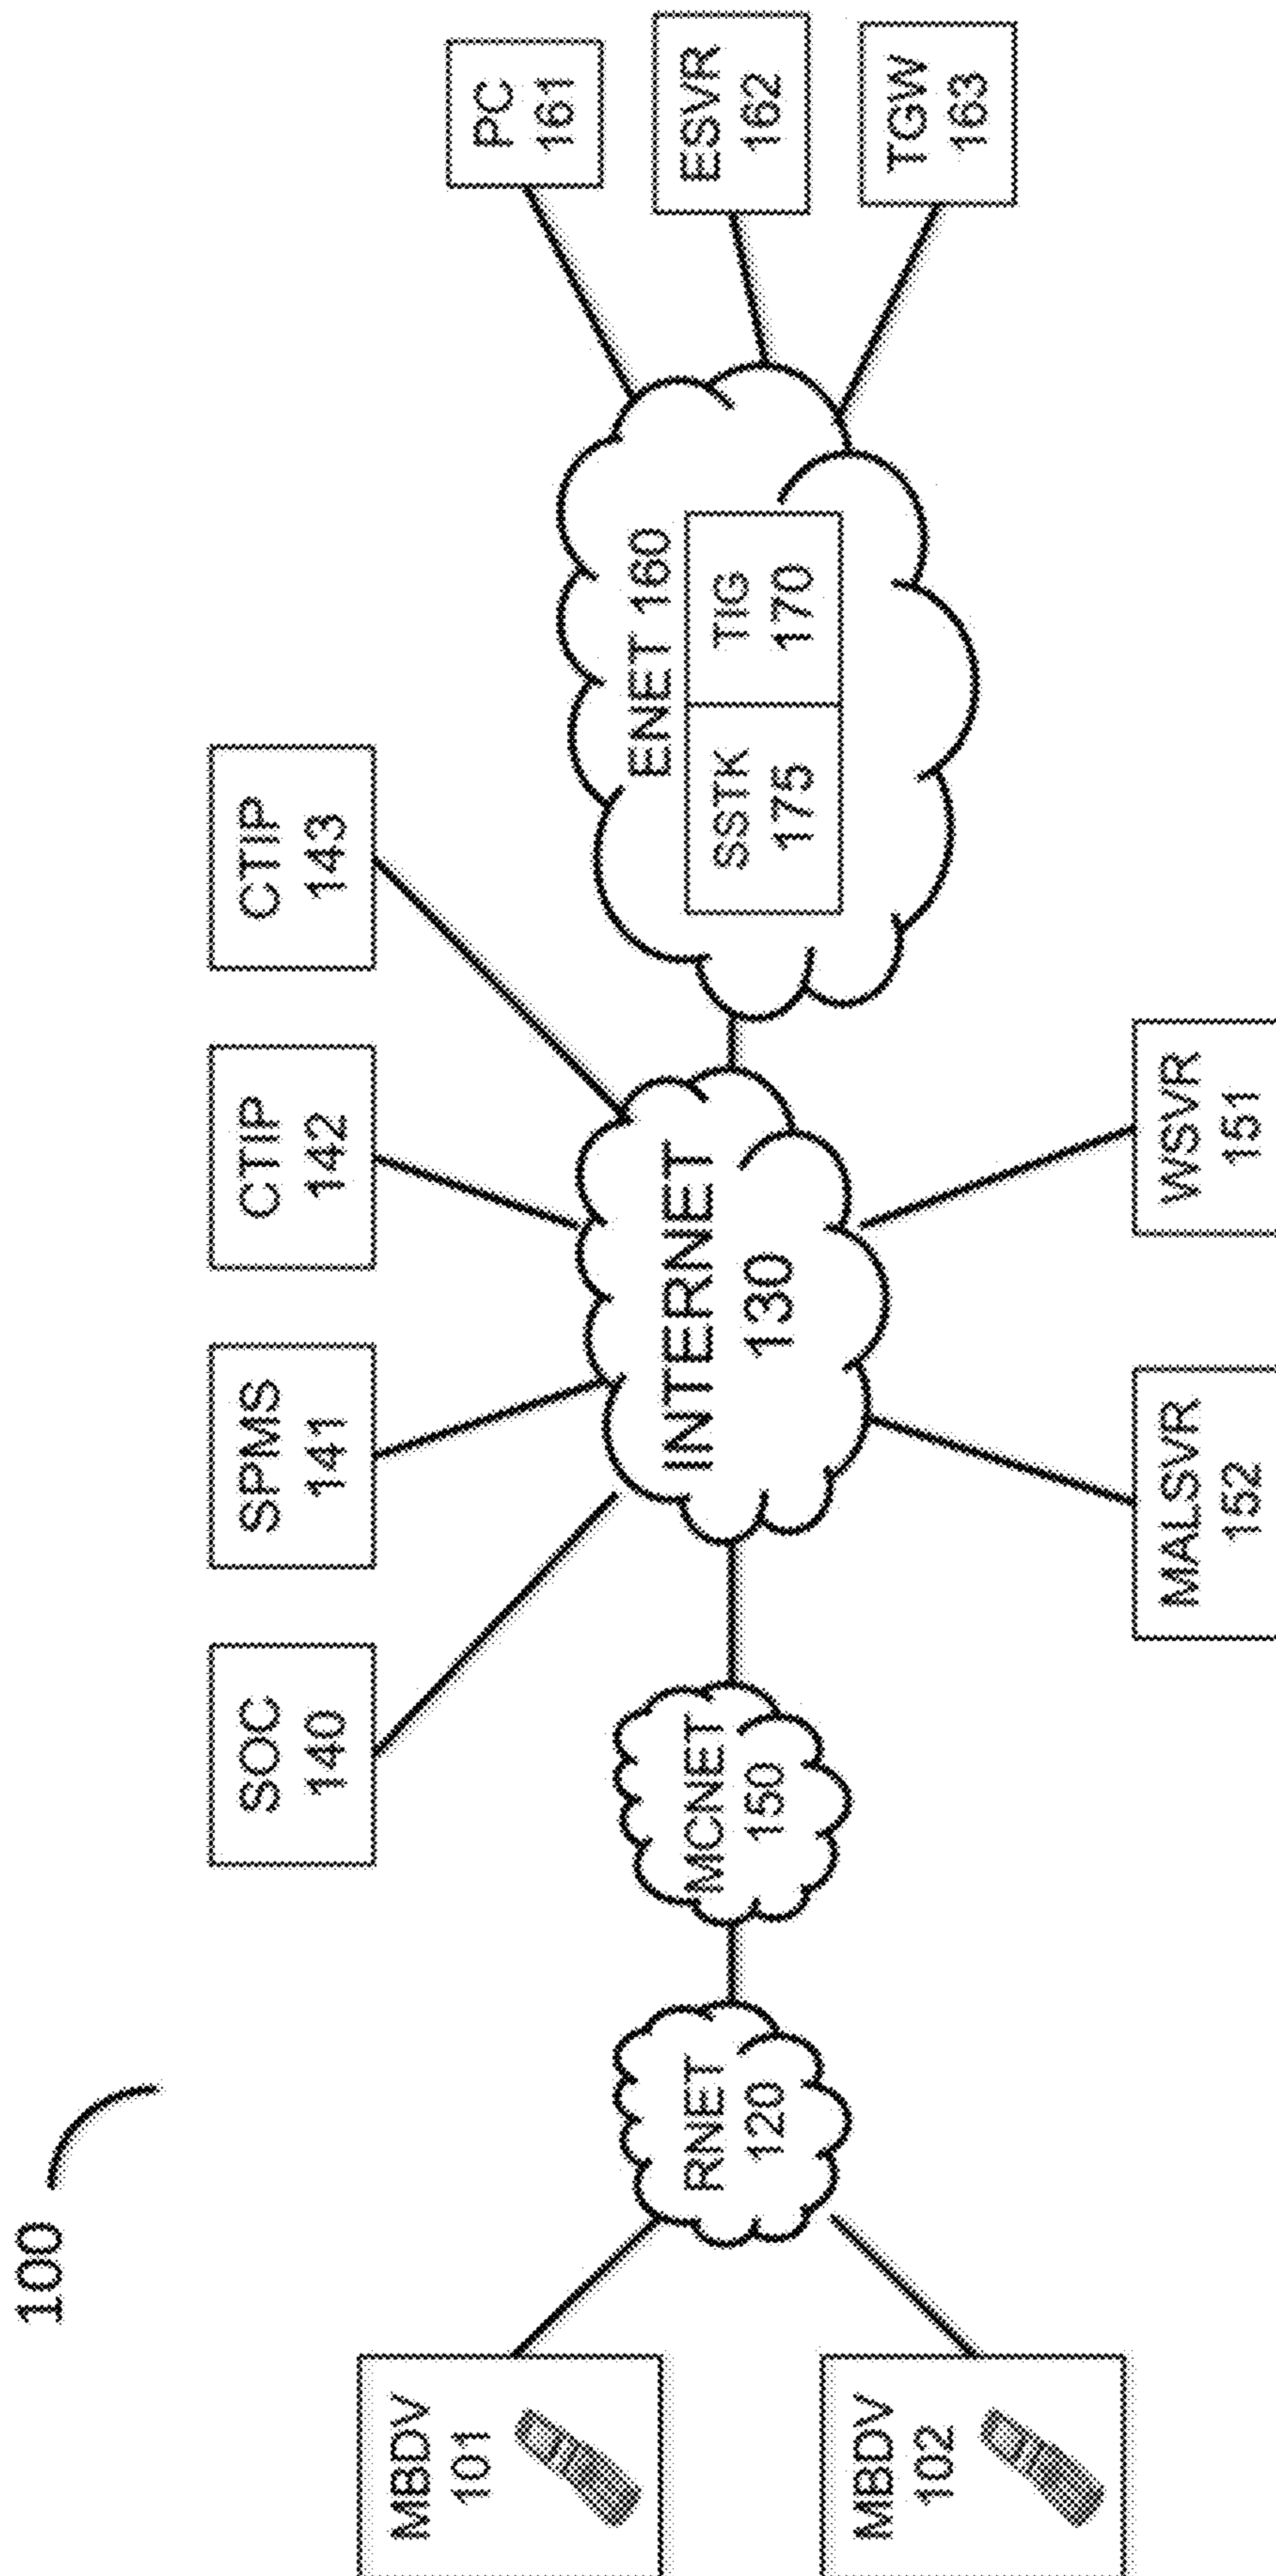 100
SOC
140
SPMS
141
CTIP
142
CTIP
143
MBDV
101
MBDV
102
RNET
120
MCNET
150
INTERNET
130
ENET 160
SSTK
175
TIG
170
PC
161
ESVR
162
TGW
163
MALSVR
152
WSVR
151